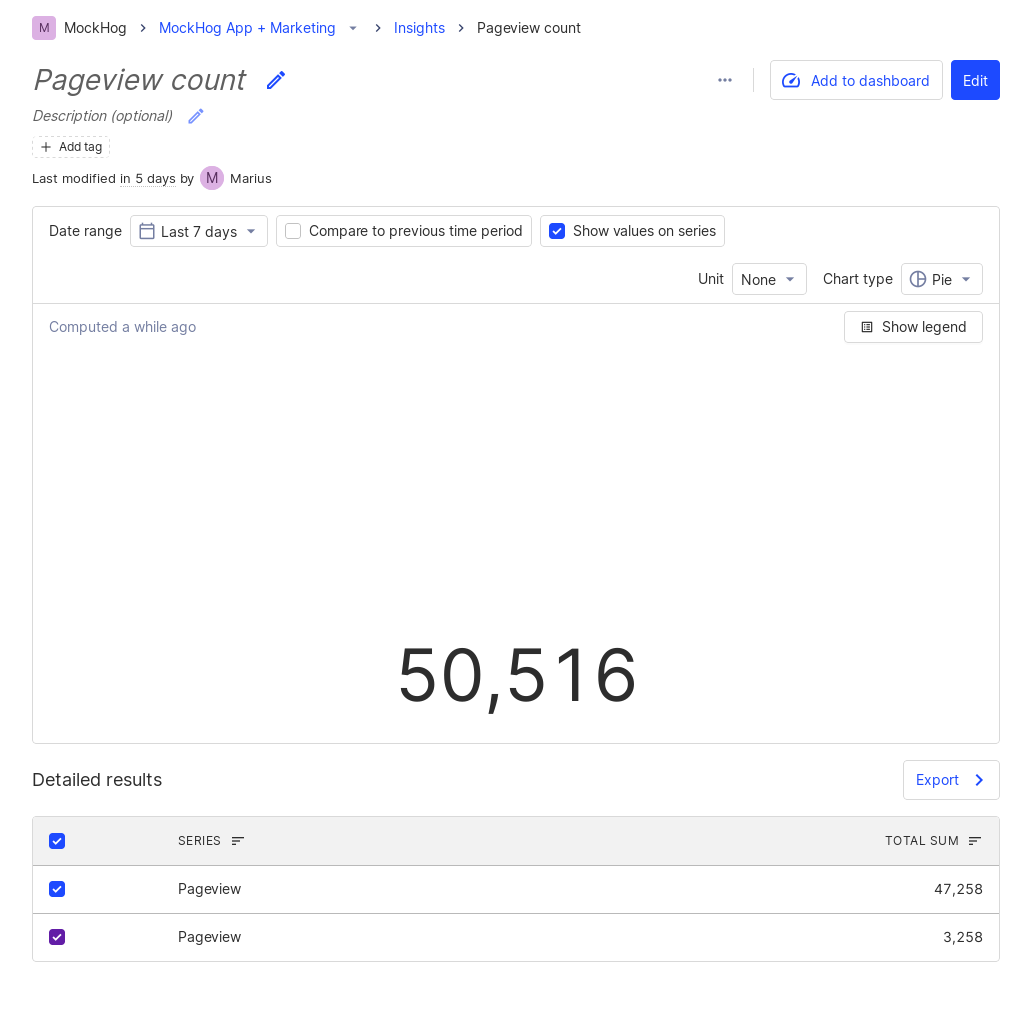 M MockHog MockHog App + Marketing Insights Pageview count
Pageview count
Add to dashboard Edit
Description (optional)
Add tag
Last modified in 5 days by M Marius
Date range Last 7 days Compare to previous time period Show values on series
Unit None Chart type Pie
Computed a while ago Show legend
50,516
Detailed results Export
SERIES TOTAL SUM
Pageview 47,258
Pageview 3,258